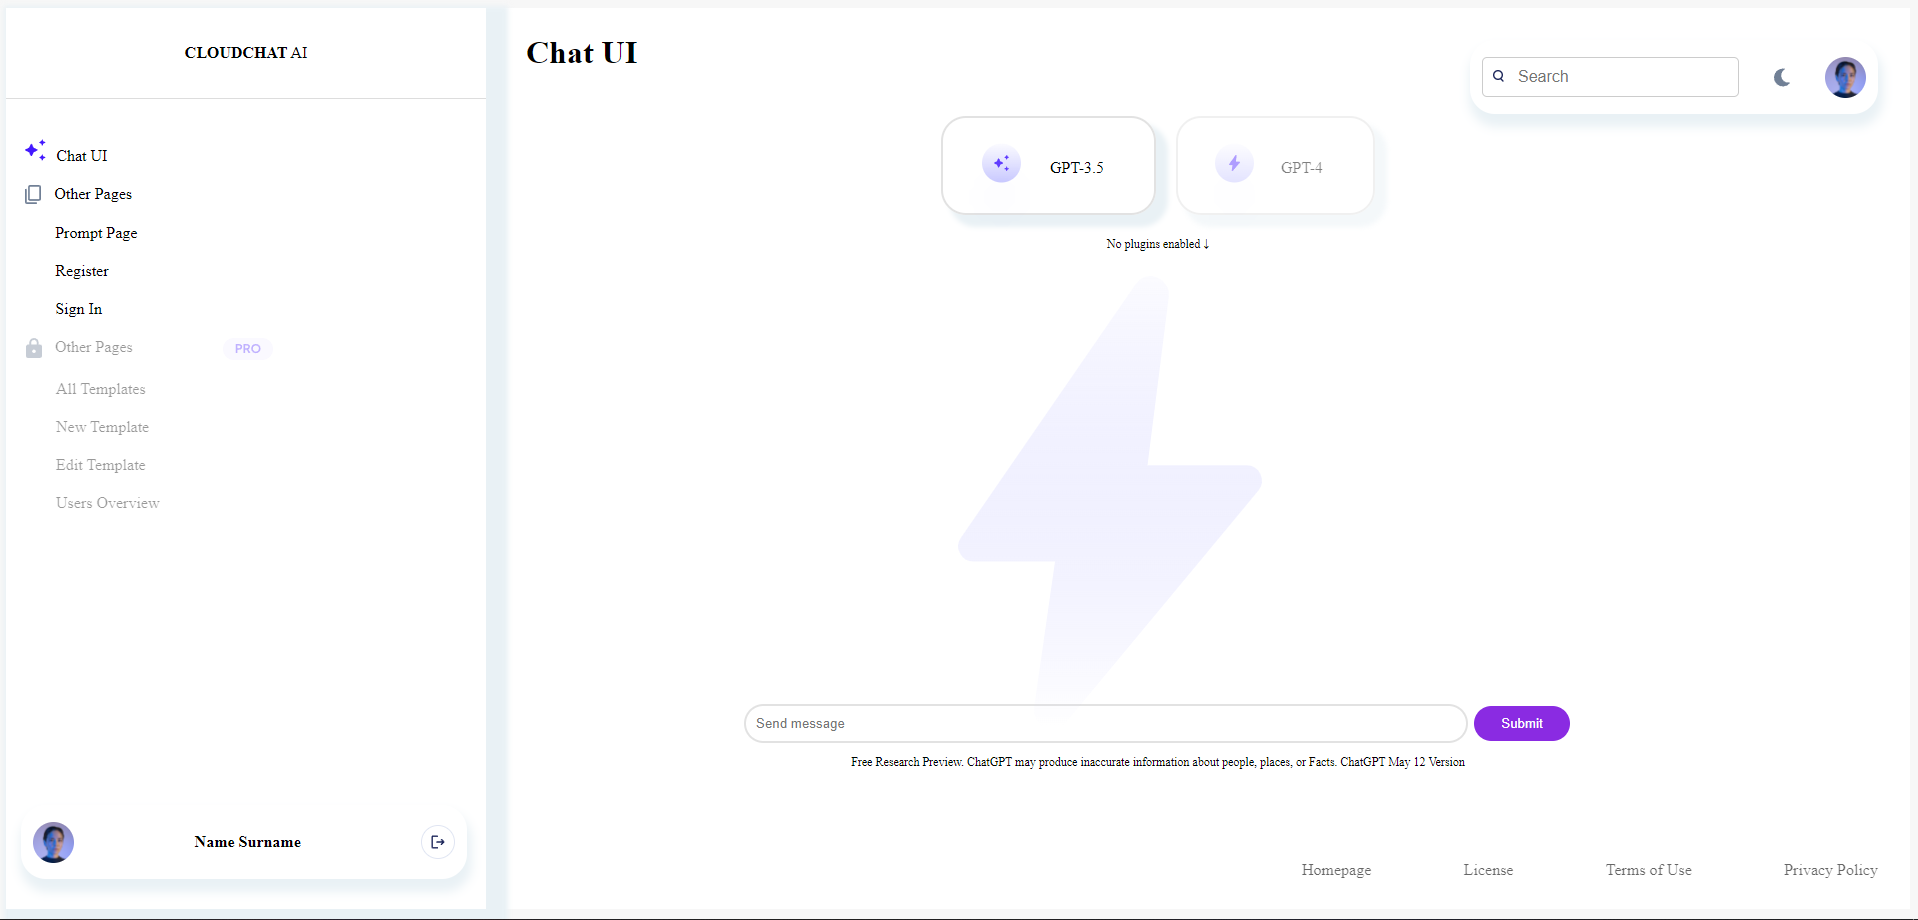 CLOUDCHAT AI
Chat UI
Other Pages
Prompt Page
Register
Sign In
Other Pages PRO
All Templates
New Template
Edit Template
Users Overview
Name Surname
Chat UI
Search
GPT-3.5
GPT-4
No plugins enabled ↓
Send message
Submit
Free Research Preview. ChatGPT may produce inaccurate information about people, places, or Facts. ChatGPT May 12 Version
Homepage License Terms of Use Privacy Policy